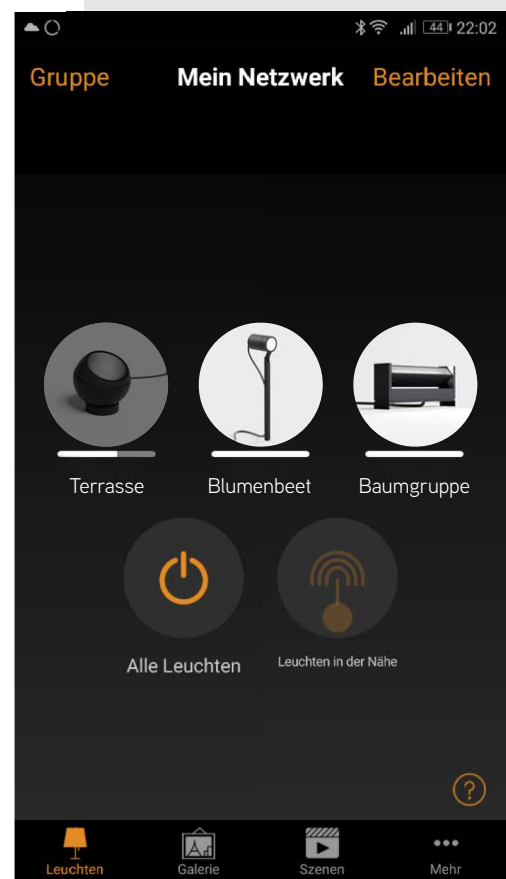 44 22:02
Gruppe Mein Netzwerk Bearbeiten
Terrasse Blumenbeet Baumgruppe
Alle Leuchten Leuchten in der Nähe
?
Leuchten Galerie Szenen Mehr